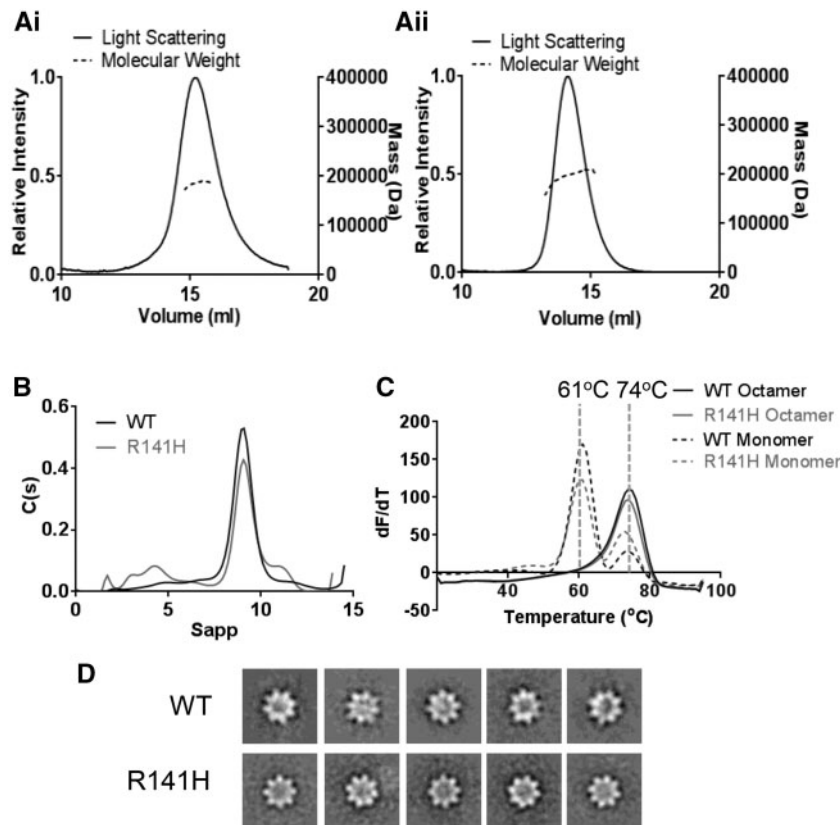 Ai
Light Scattering
Molecular Weight
Relative Intensity
1.0
0.5
0.0
400000
300000
200000
100000
0
Mass (Da)
10
15
20
Volume (ml)
Aii
Light Scattering
Molecular Weight
Relative Intensity
1.0
0.5
0.0
400000
300000
200000
100000
0
Mass (Da)
10
15
20
Volume (ml)
B
WT
R141H
C(s)
0.6
0.4
0.2
0.0
0
5
10
15
Sapp
C
61°C 74°C
WT Octamer
R141H Octamer
WT Monomer
R141H Monomer
dF/dT
200
150
100
50
0
-50
40
60
80
100
Temperature (°C)
D
WT
R141H